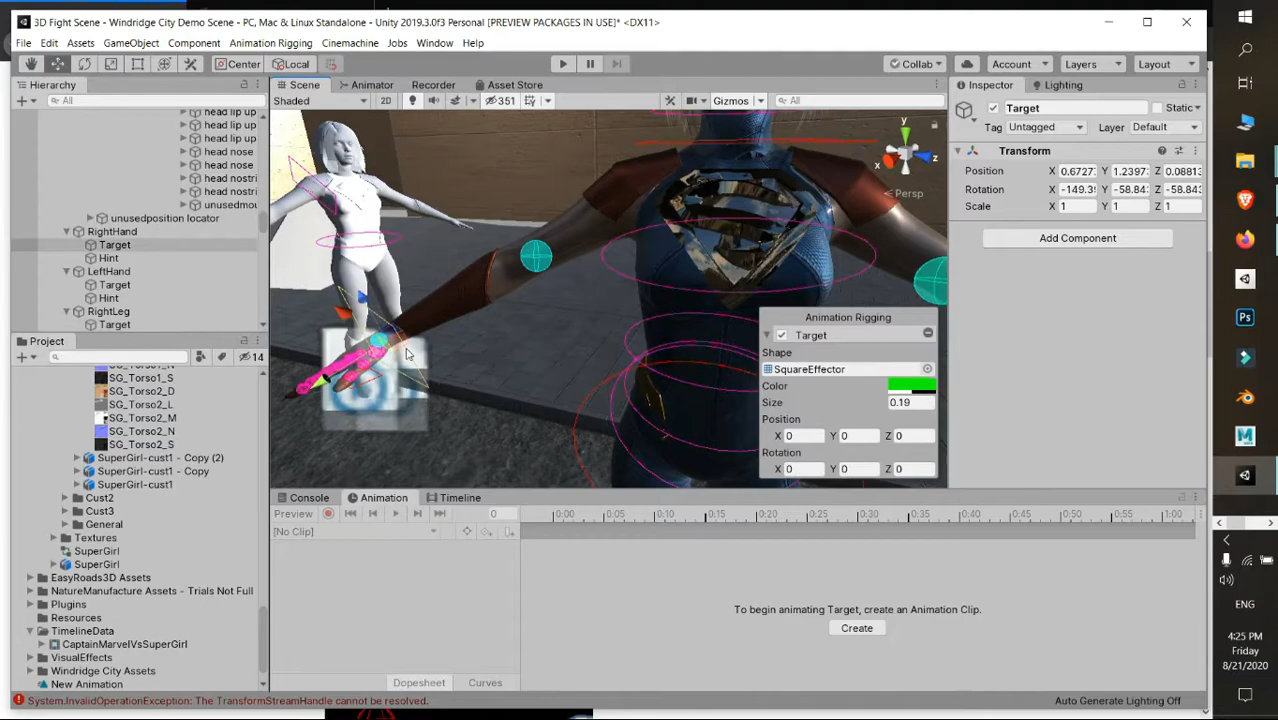 3D Fight Scene - Windridge City Demo Scene - PC, Mac & Linux Standalone - Unity 2019.3.0f3 Personal [PREVIEW PACKAGES IN USE]* <DX11>
File Edit Assets GameObject Component Animation Rigging Cinemachine Jobs Window Help
Center Local Collab Account Layers Layout
Hierarchy
All
head lip up
head lip up
head lip up
head nose
head nose
head nostri
head nostri
unusedmou
unusedposition locator
RightHand
Target
Hint
LeftHand
Target
Hint
RightLeg
Target
Project
14
SG_Torso1_N
SG_Torso1_S
SG_Torso2_D
SG_Torso2_L
SG_Torso2_M
SG_Torso2_N
SG_Torso2_S
SuperGirl-cust1 - Copy (2)
SuperGirl-cust1 - Copy
SuperGirl-cust1
Cust2
Cust3
General
Textures
SuperGirl
SuperGirl
EasyRoads3D Assets
NatureManufacture Assets - Trials Not Full
Plugins
Resources
TimelineData
CaptainMarvelVsSuperGirl
VisualEffects
Windridge City Assets
New Animation
Scene Animator Recorder Asset Store
Shaded 2D 351 Gizmos All
y
x
z
Persp
Animation Rigging
Target
Shape
SquareEffector
Color
Size 0.19
Position
X 0 Y 0 Z 0
Rotation
X 0 Y 0 Z 0
Console Animation Timeline
Preview 0 0:00 0:05 0:10 0:15 0:20 0:25 0:30 0:35 0:40 0:45 0:50 0:55 1:00
[No Clip]
To begin animating Target, create an Animation Clip.
Create
Dopesheet Curves
Inspector Lighting
Target Static
Tag Untagged Layer Default
Transform
Position X 0.6727 Y 1.2397 Z 0.0881
Rotation X -149.3 Y -58.84 Z -58.84
Scale X 1 Y 1 Z 1
Add Component
System.InvalidOperationException: The TransformStreamHandle cannot be resolved.
Auto Generate Lighting Off
Ps
M
ENG
4:25 PM
Friday
8/21/2020